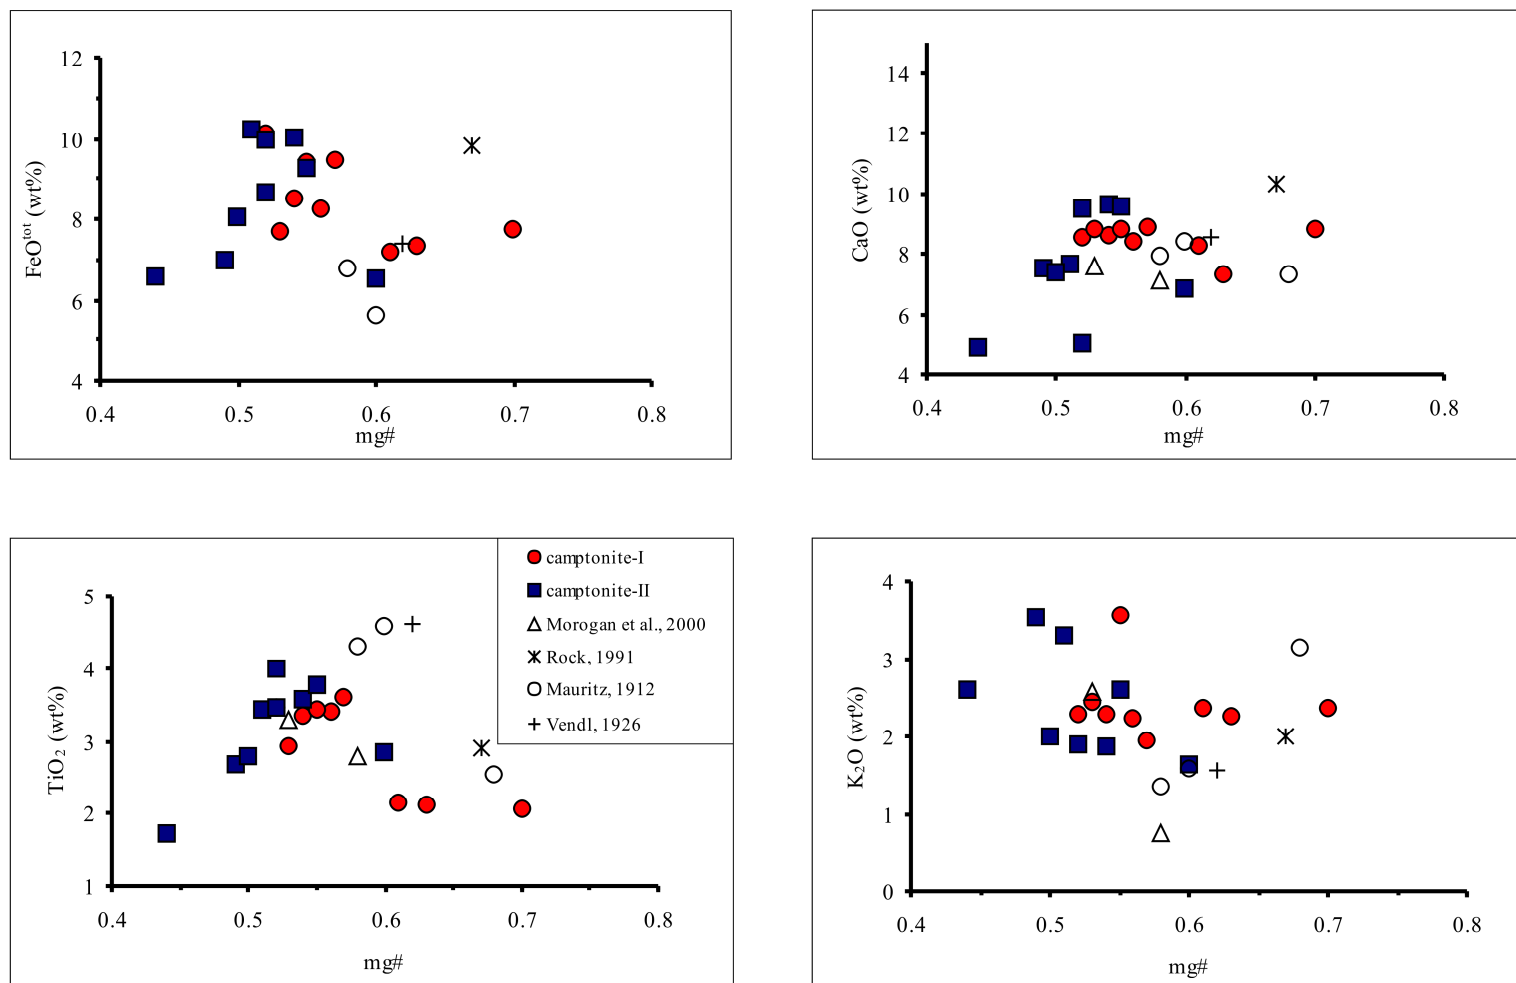 12
10
8
6
4
FeOᵗᵒᵗ (wt%)
0.4 0.5 0.6 0.7 0.8
mg#
14
12
10
8
6
4
CaO (wt%)
0.4 0.5 0.6 0.7 0.8
mg#
5
4
3
2
1
TiO₂ (wt%)
0.4 0.5 0.6 0.7 0.8
mg#
camptonite-I
camptonite-II
Morogan et al., 2000
Rock, 1991
Mauritz, 1912
Vendl, 1926
4
3
2
1
0
K₂O (wt%)
0.4 0.5 0.6 0.7 0.8
mg#